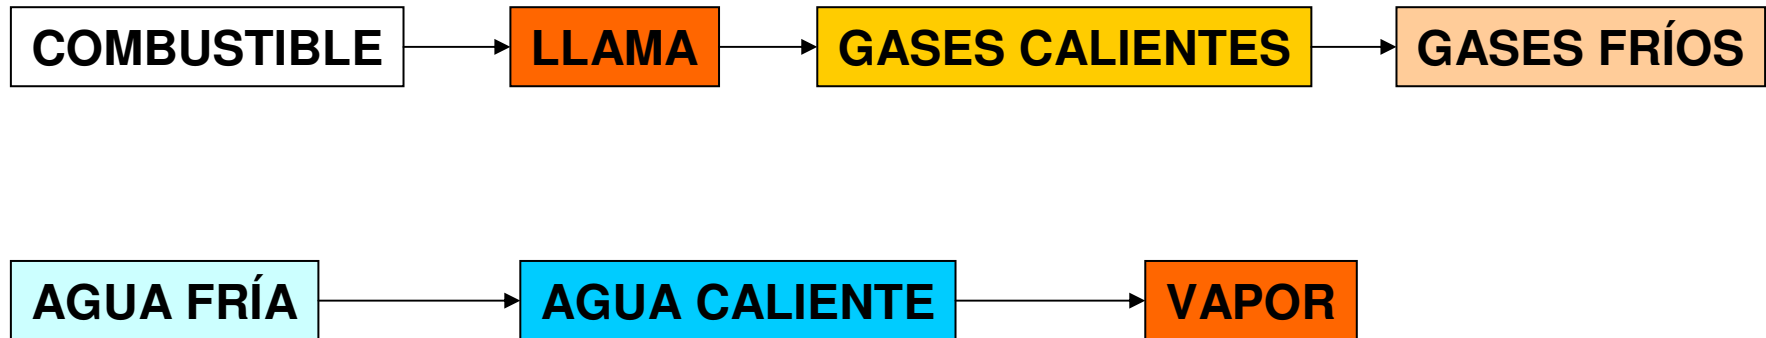 COMBUSTIBLE LLAMA GASES CALIENTES GASES FRÍOS
AGUA FRÍA AGUA CALIENTE VAPOR